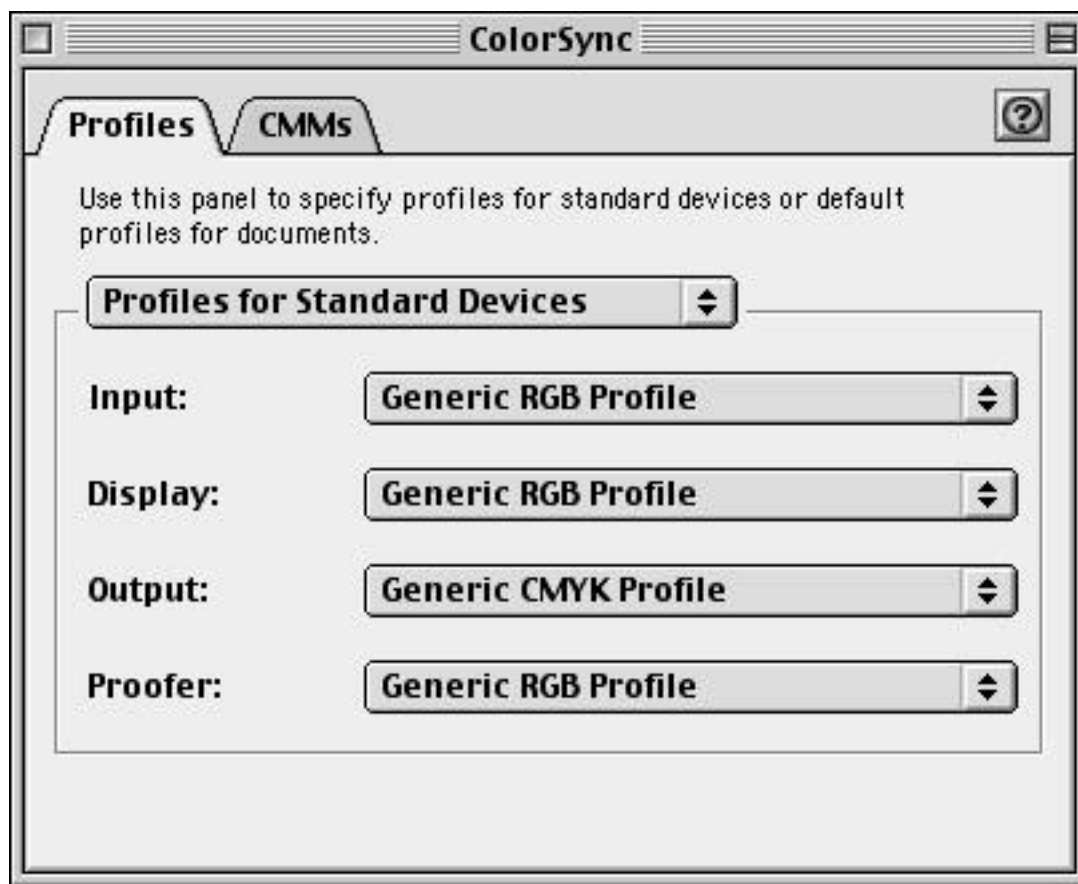 ColorSync
Profiles
CMMs
?
Use this panel to specify profiles for standard devices or default
profiles for documents.
Profiles for Standard Devices
Input: Generic RGB Profile
Display: Generic RGB Profile
Output: Generic CMYK Profile
Proofer: Generic RGB Profile